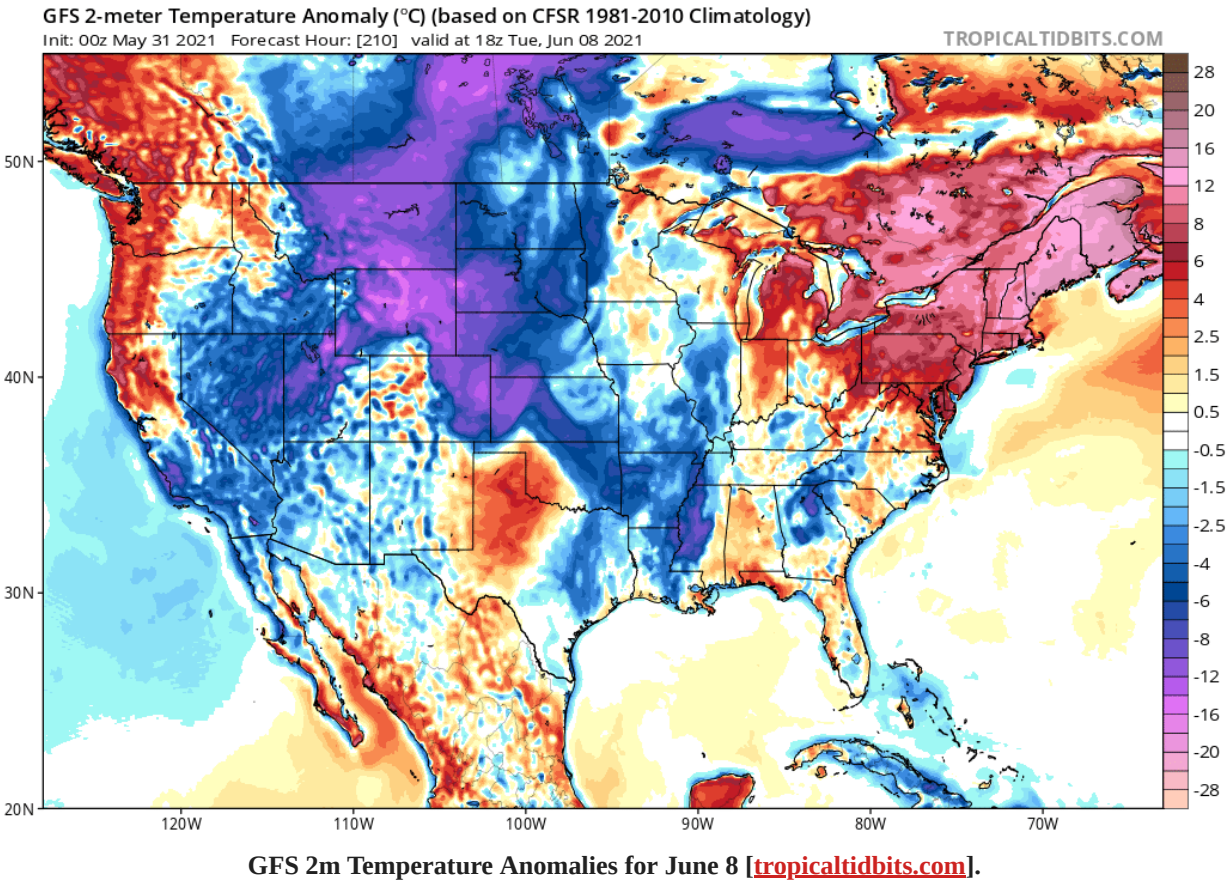 GFS 2-meter Temperature Anomaly (°C) (based on CFSR 1981-2010 Climatology)
Init: 00z May 31 2021 Forecast Hour: [210] valid at 18z Tue, Jun 08 2021
TROPICALTIDBITS.COM
50N
40N
30N
20N
120W
110W
100W
90W
80W
70W
28
20
16
12
8
6
4
2.5
1.5
0.5
-0.5
-1.5
-2.5
-4
-6
-8
-12
-16
-20
-28
GFS 2m Temperature Anomalies for June 8 [tropicaltidbits.com].